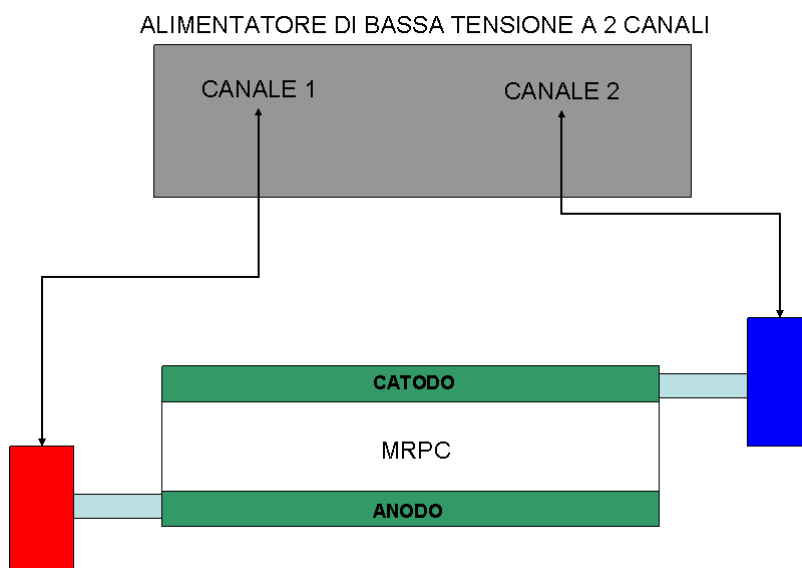 ALIMENTATORE DI BASSA TENSIONE A 2 CANALI
CANALE 1
CANALE 2
CATODO
MRPC
ANODO